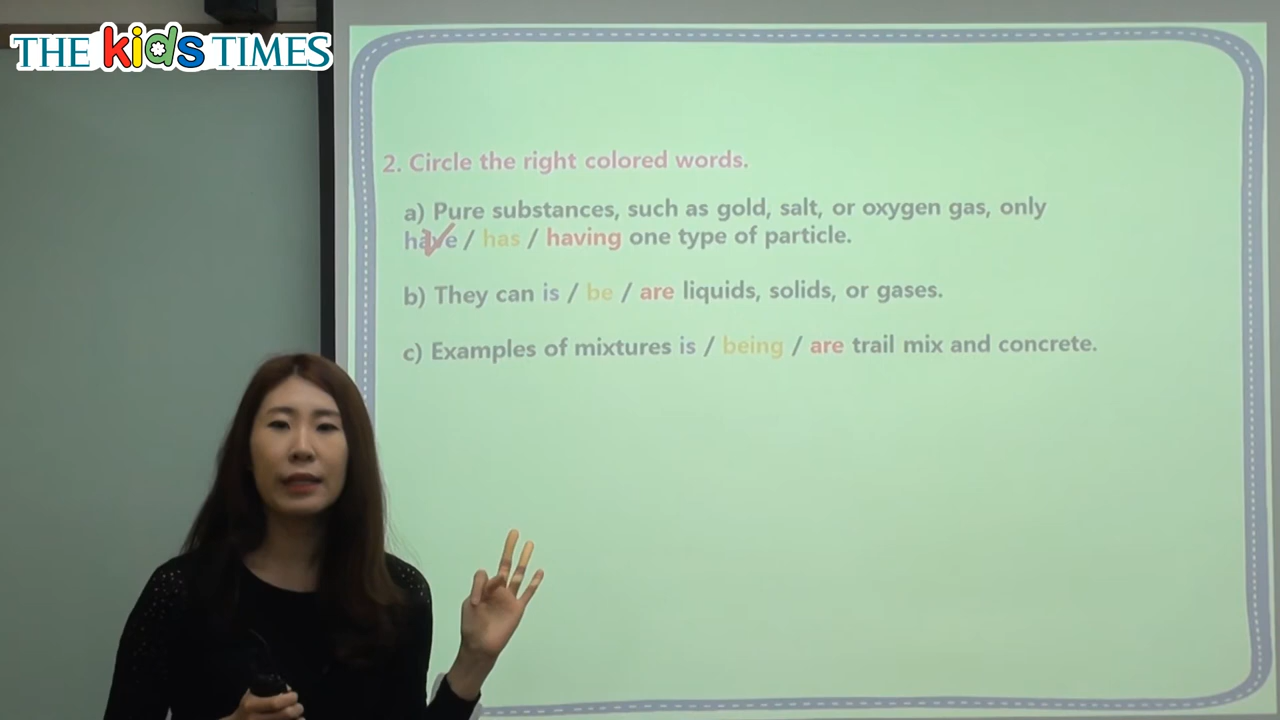 THE kids TIMES
2. Circle the right colored words.
a) Pure substances, such as gold, salt, or oxygen gas, only
have / has / having one type of particle.
b) They can is / be / are liquids, solids, or gases.
c) Examples of mixtures is / being / are trail mix and concrete.